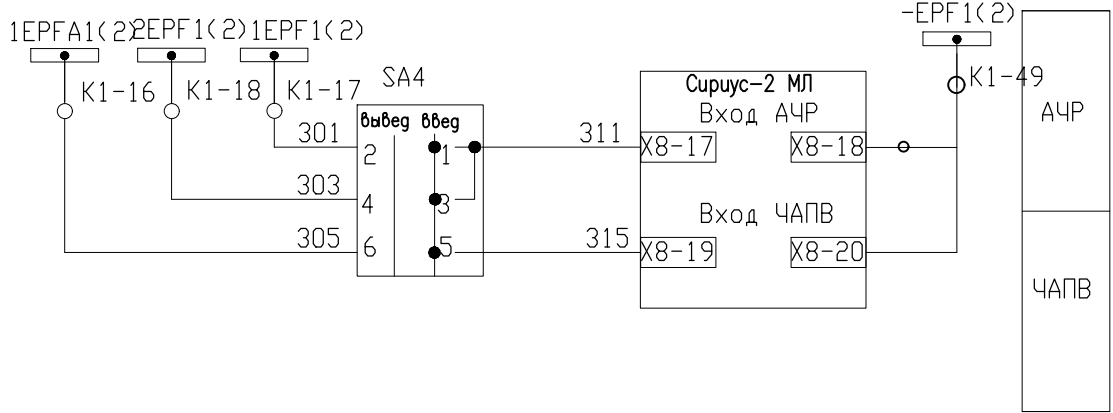 1EPFA1(2) 2EPF1(2) 1EPF1(2)
-EPF1(2)
K1-16 K1-18 K1-17
SA4
K1-49
Сириус-2 МЛ
вывед введ
Вход АЧР
АЧР
301 2 1 311 X8-17 X8-18
303 4 3
Вход ЧАПВ
305 6 5 315 X8-19 X8-20
ЧАПВ